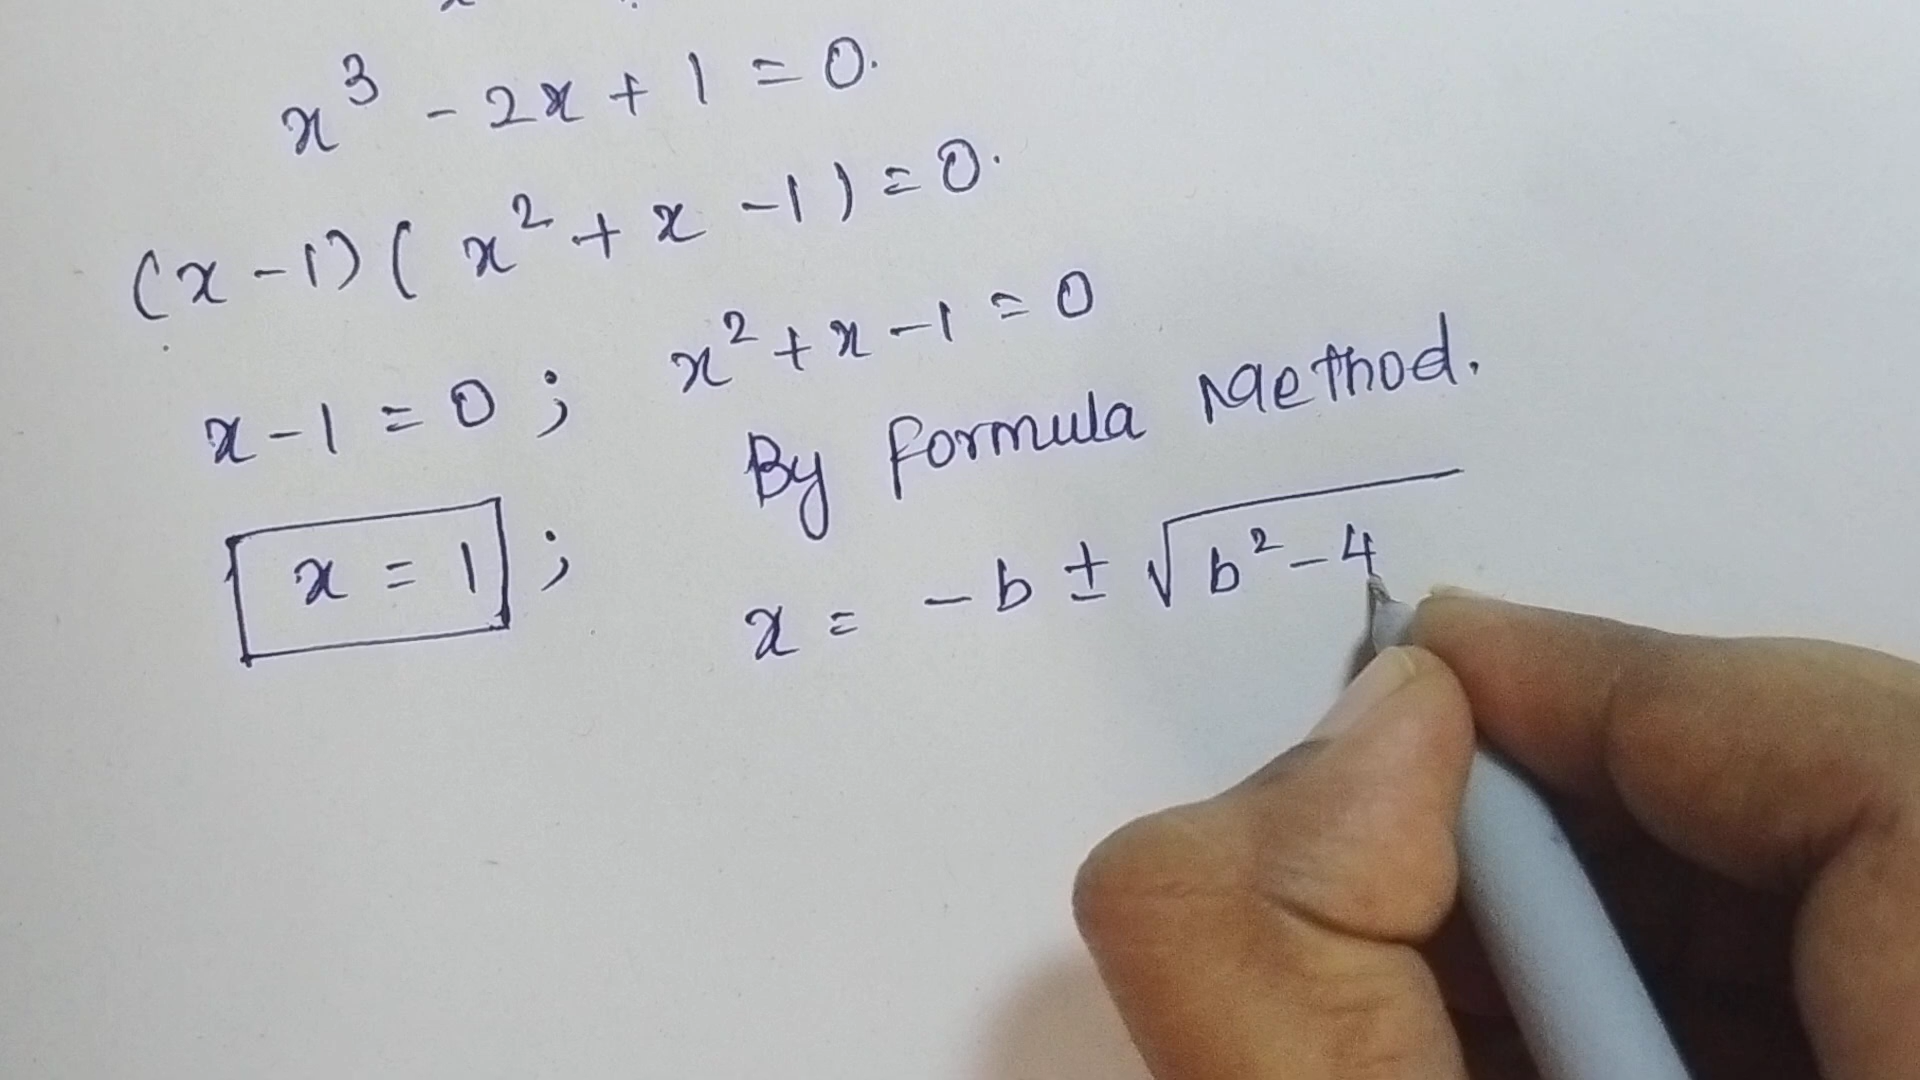 x³ - 2x + 1 = 0.
(x - 1) ( x² + x - 1 ) = 0.
x - 1 = 0 ; x² + x - 1 = 0
By formula Method.
x = 1 ;
x = - b ± √b² - 4